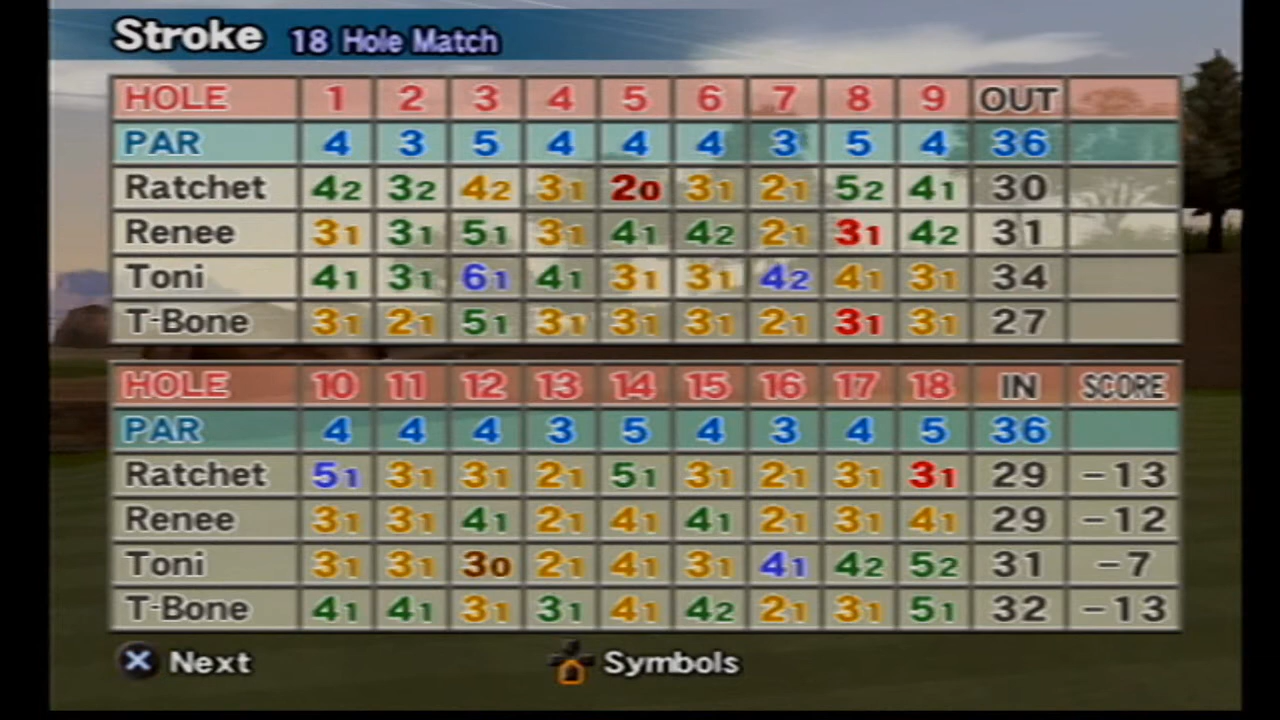 Stroke 18 Hole Match
HOLE 1 2 3 4 5 6 7 8 9 OUT
PAR 4 3 5 4 4 4 3 5 4 36
Ratchet 42 32 42 31 20 31 21 52 41 30
Renee 31 31 51 31 41 42 21 31 42 31
Toni 41 31 61 41 31 31 42 41 31 34
T-Bone 31 21 51 31 31 31 21 31 31 27
HOLE 10 11 12 13 14 15 16 17 18 IN SCORE
PAR 4 4 4 3 5 4 3 4 5 36
Ratchet 51 31 31 21 51 31 21 31 31 29 -13
Renee 31 31 41 21 41 41 21 31 41 29 -12
Toni 31 31 30 21 41 31 41 42 52 31 -7
T-Bone 41 41 31 31 41 42 21 31 51 32 -13
X Next Symbols